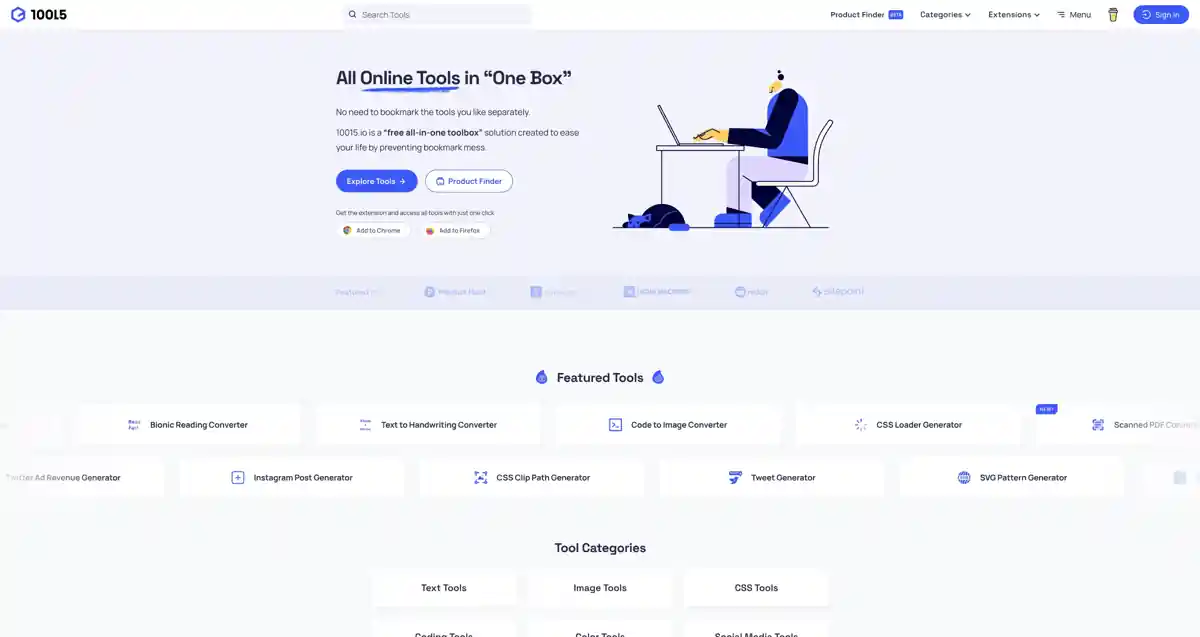 10015
Search Tools
Product Finder BETA
Categories
Extensions
Menu
Sign in
All Online Tools in “One Box”
No need to bookmark the tools you like separately.
10015.io is a “free all-in-one toolbox” solution created to ease
your life by preventing bookmark mess.
Explore Tools →
Product Finder
Get the extension and access all tools with just one click
Add to Chrome
Add to Firefox
Featured
Product Hunt
sitepoint
Featured Tools
Bionic Reading Converter
Text to Handwriting Converter
Code to Image Converter
CSS Loader Generator
NEW!
Scanned PDF
Twitter Ad Revenue Generator
Instagram Post Generator
CSS Clip Path Generator
Tweet Generator
SVG Pattern Generator
Tool Categories
Text Tools
Image Tools
CSS Tools
Coding Tools
Color Tools
Social Media Tools